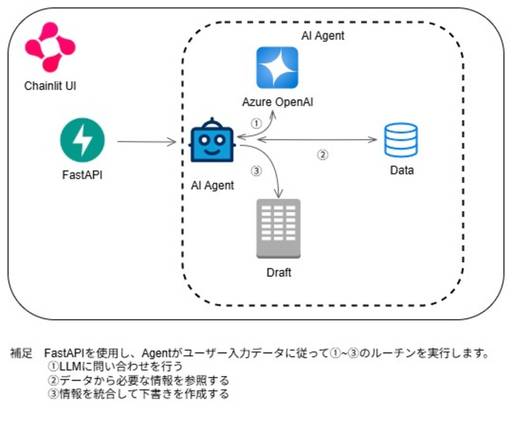 AI Agent
Chainlit UI
Azure OpenAI
①
FastAPI
AI Agent
②
Data
③
Draft
補足　FastAPIを使用し、Agentがユーザー入力データに従って①~③のルーチンを実行します。
①LLMに問い合わせを行う
②データから必要な情報を参照する
③情報を統合して下書きを作成する